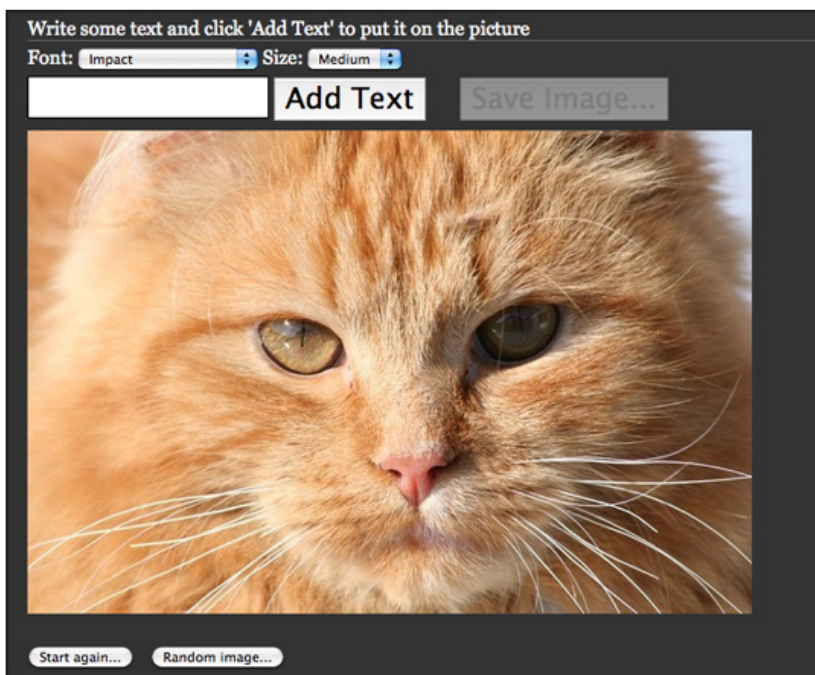 Write some text and click 'Add Text' to put it on the picture
Font: Impact Size: Medium
Add Text Save Image...
Start again... Random image...